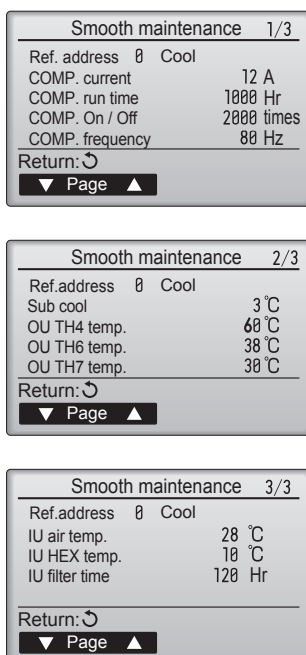 Smooth maintenance 1/3
Ref. address 0 Cool
COMP. current 12 A
COMP. run time 1000 Hr
COMP. On / Off 2000 times
COMP. frequency 80 Hz
Return:
▼ Page ▲
Smooth maintenance 2/3
Ref.address 0 Cool
Sub cool 3 °C
OU TH4 temp. 60 °C
OU TH6 temp. 38 °C
OU TH7 temp. 30 °C
Return:
▼ Page ▲
Smooth maintenance 3/3
Ref.address 0 Cool
IU air temp. 28 °C
IU HEX temp. 10 °C
IU filter time 120 Hr
Return:
▼ Page ▲